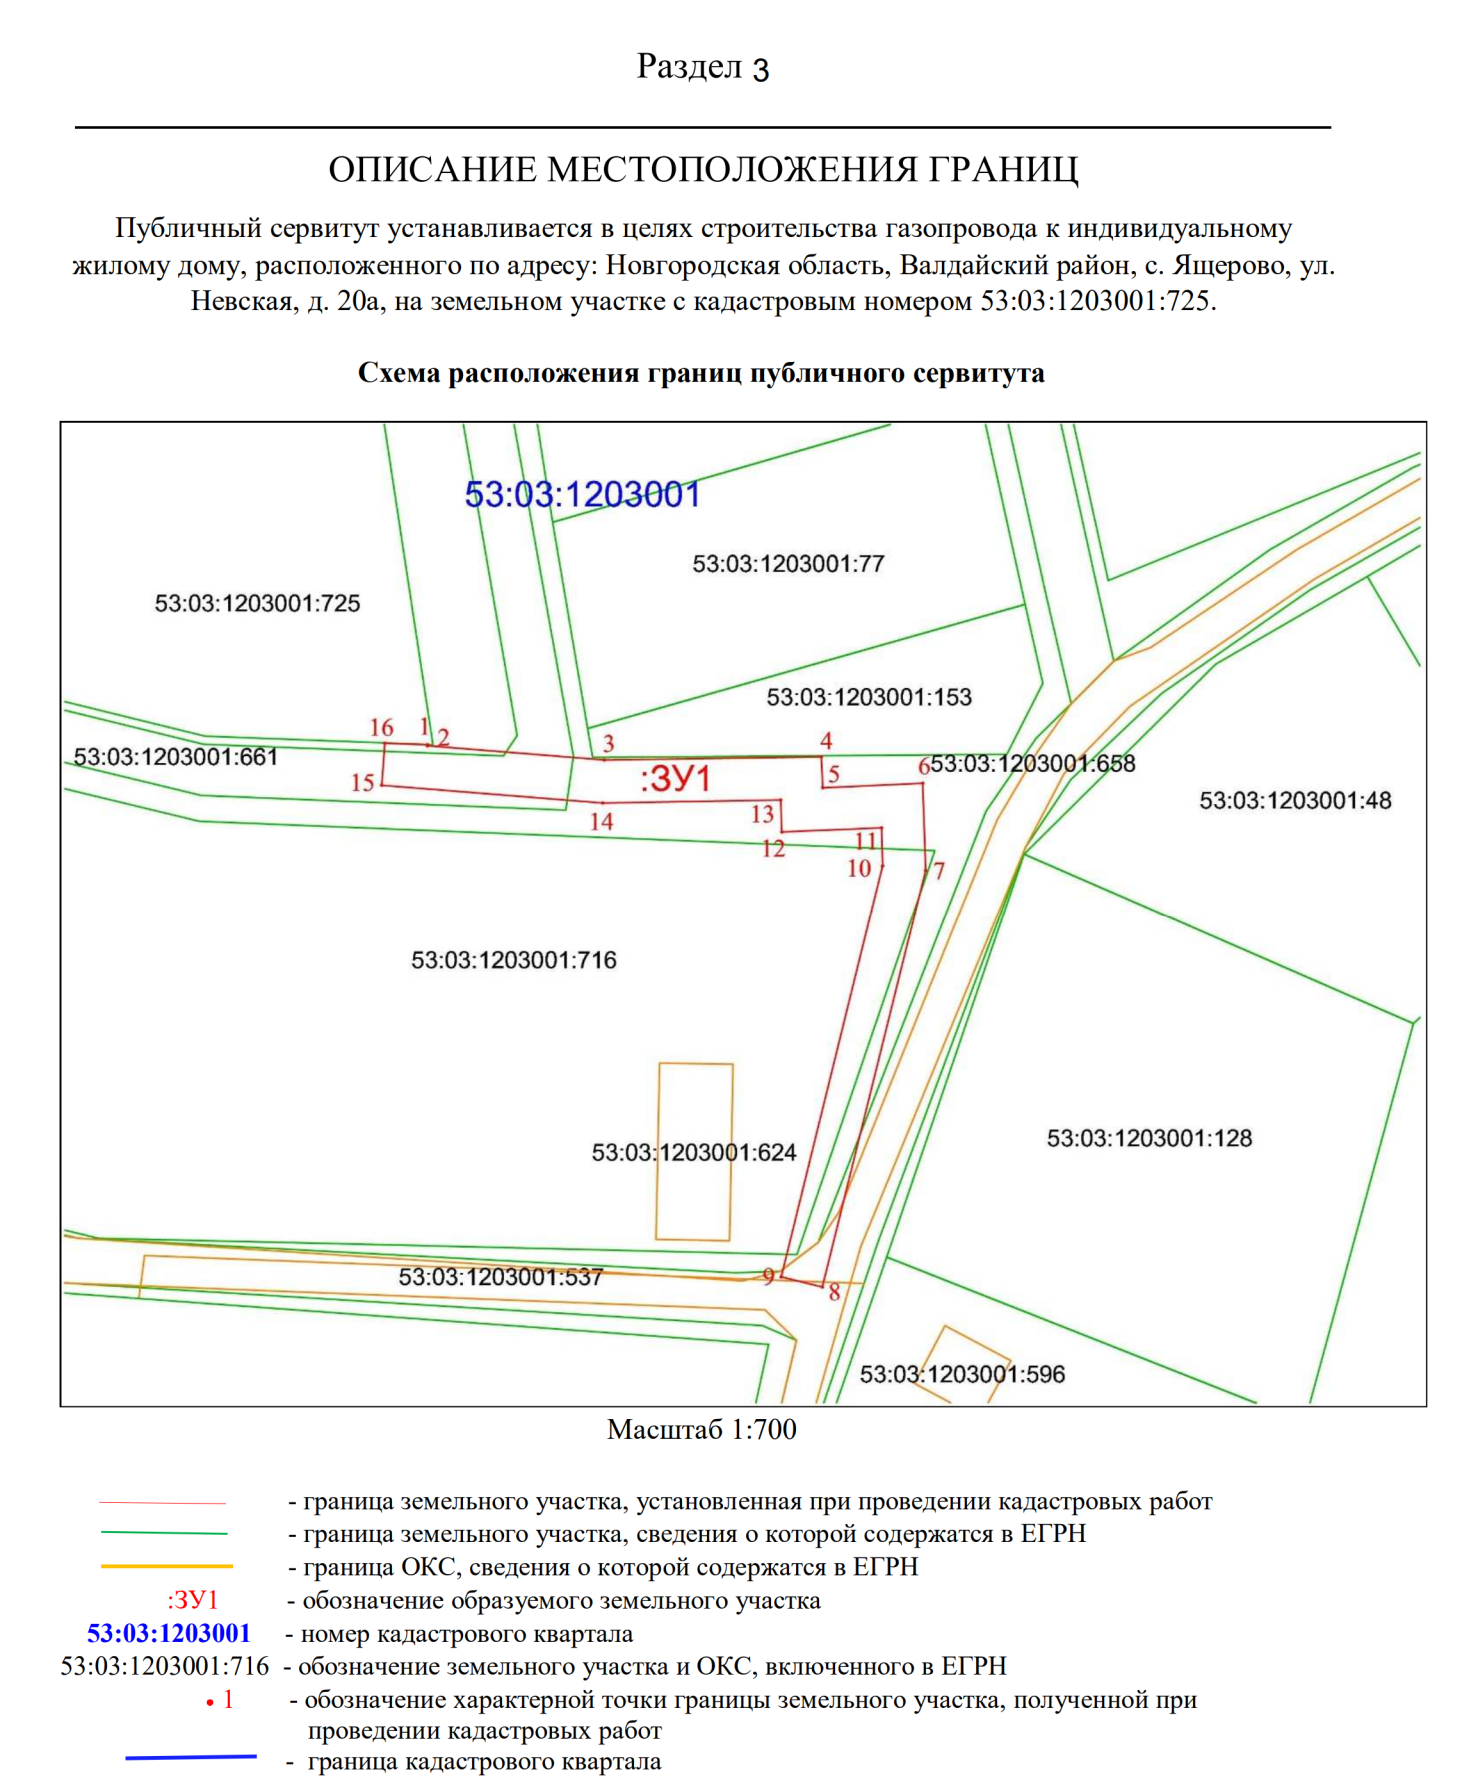 Раздел 3
ОПИСАНИЕ МЕСТОПОЛОЖЕНИЯ ГРАНИЦ
Публичный сервитут устанавливается в целях строительства газопровода к индивидуальному
жилому дому, расположенного по адресу: Новгородская область, Валдайский район, с. Ящерово, ул.
Невская, д. 20а, на земельном участке с кадастровым номером 53:03:1203001:725.
Схема расположения границ публичного сервитута
53:03:1203001
53:03:1203001:77
53:03:1203001:725
53:03:1203001:153
16 1 2 3 4
53:03:1203001:661
:ЗУ1
5 6
53:03:1203001:658
15
14 13
53:03:1203001:48
12 11
10 7
53:03:1203001:716
53:03:1203001:128
53:03:1203001:624
53:03:1203001:537
9 8
53:03:1203001:596
Масштаб 1:700
- граница земельного участка, установленная при проведении кадастровых работ
- граница земельного участка, сведения о которой содержатся в ЕГРН
- граница ОКС, сведения о которой содержатся в ЕГРН
:ЗУ1 - обозначение образуемого земельного участка
53:03:1203001 - номер кадастрового квартала
53:03:1203001:716 - обозначение земельного участка и ОКС, включенного в ЕГРН
• 1 - обозначение характерной точки границы земельного участка, полученной при
проведении кадастровых работ
- граница кадастрового квартала